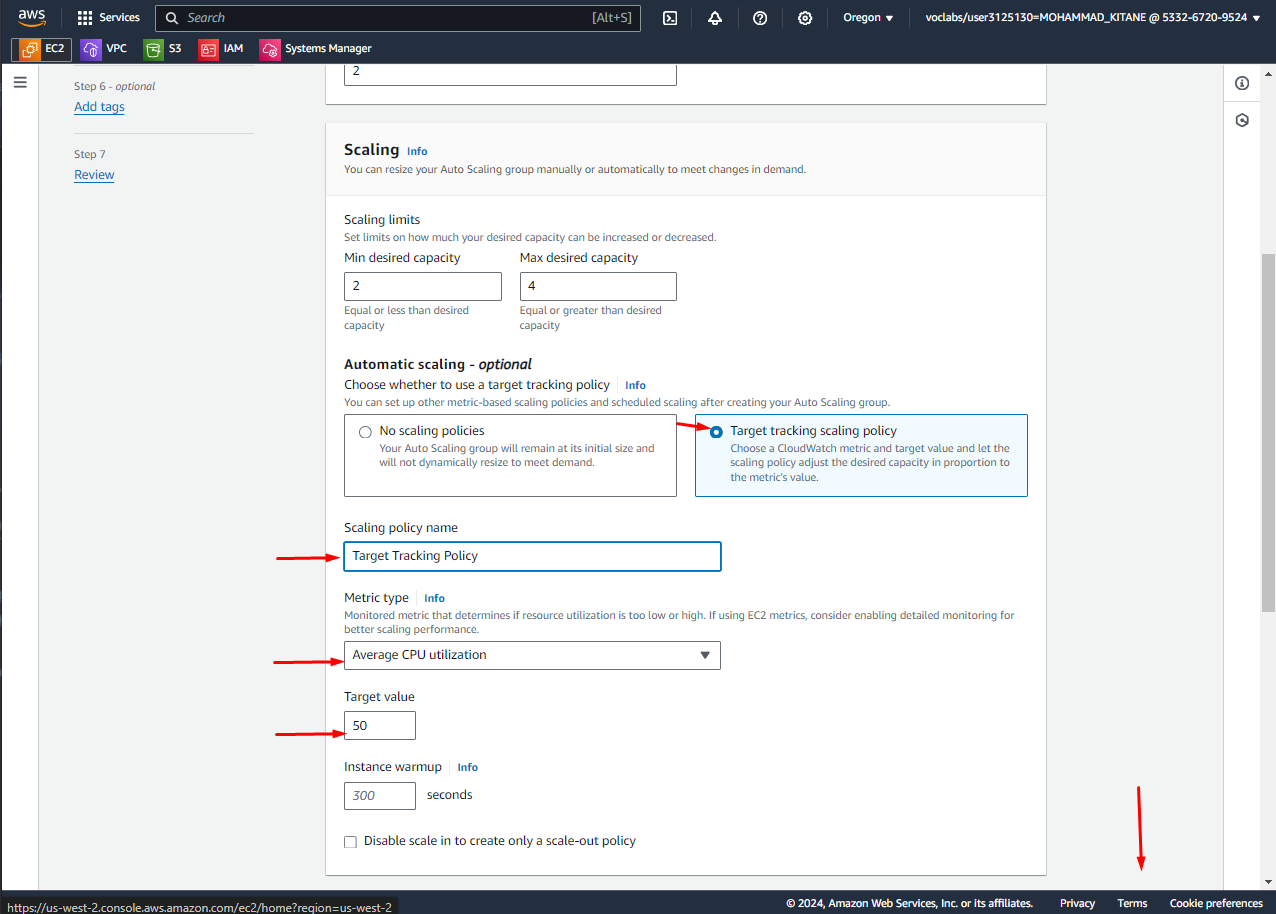 aws
Services
Search
[Alt+S]
Oregon
voclabs/user3125130=MOHAMMAD_KITANE @ 5332-6720-9524
EC2
VPC
S3
IAM
Systems Manager
Step 6 - optional
Add tags
Step 7
Review
2
Scaling Info
You can resize your Auto Scaling group manually or automatically to meet changes in demand.
Scaling limits
Set limits on how much your desired capacity can be increased or decreased.
Min desired capacity
2
Equal or less than desired
capacity
Max desired capacity
4
Equal or greater than desired
capacity
Automatic scaling - optional
Choose whether to use a target tracking policy Info
You can set up other metric-based scaling policies and scheduled scaling after creating your Auto Scaling group.
No scaling policies
Your Auto Scaling group will remain at its initial size and
will not dynamically resize to meet demand.
Target tracking scaling policy
Choose a CloudWatch metric and target value and let the
scaling policy adjust the desired capacity in proportion to
the metric's value.
Scaling policy name
Target Tracking Policy
Metric type Info
Monitored metric that determines if resource utilization is too low or high. If using EC2 metrics, consider enabling detailed monitoring for
better scaling performance.
Average CPU utilization
Target value
50
Instance warmup Info
300 seconds
Disable scale in to create only a scale-out policy
https://us-west-2.console.aws.amazon.com/ec2/home?region=us-west-2
© 2024, Amazon Web Services, Inc. or its affiliates.
Privacy
Terms
Cookie preferences